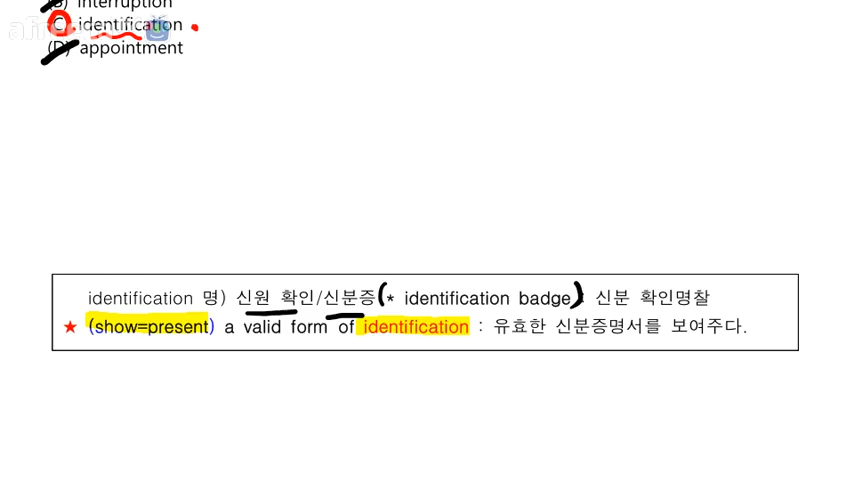 (B) interruption
(C) identification
(D) appointment
identification 명) 신원 확인/신분증(* identification badge) : 신분 확인명찰
★ (show=present) a valid form of identification : 유효한 신분증명서를 보여주다.